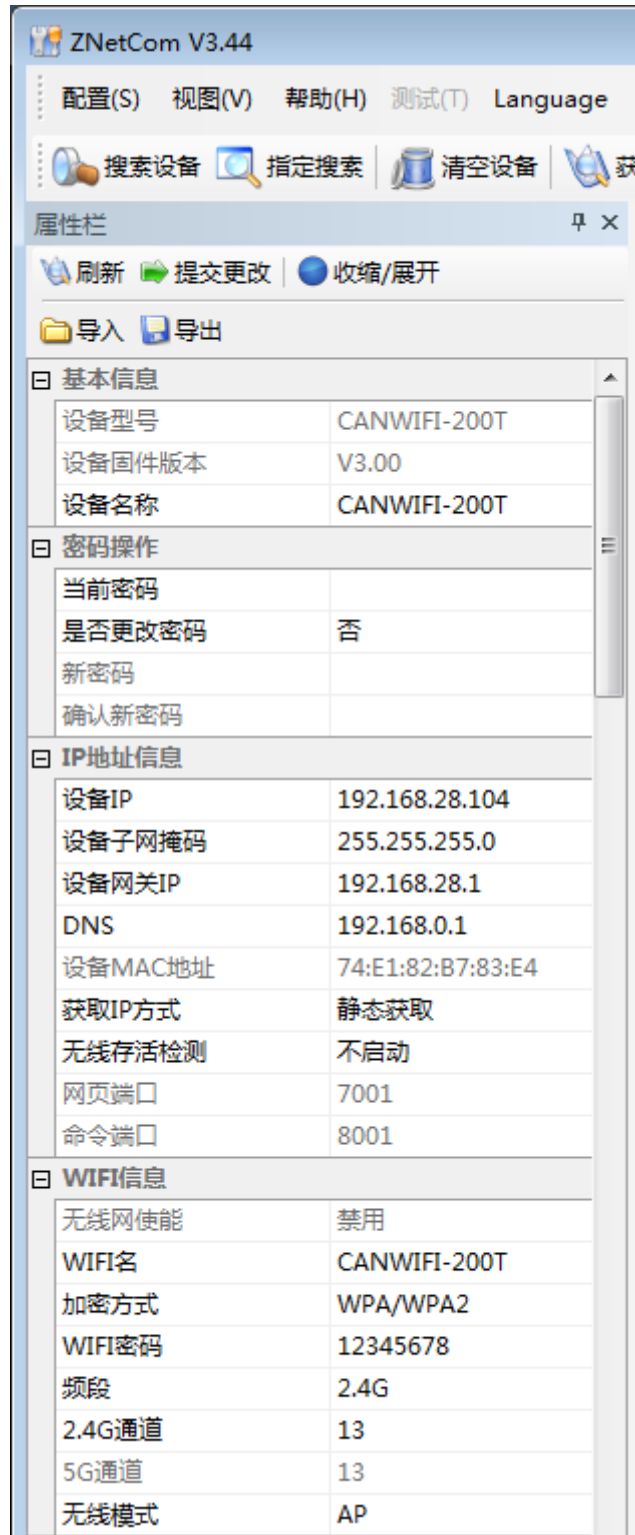 ZNetCom V3.44
配置(S) 视图(V) 帮助(H) 测试(T) Language
搜索设备 指定搜索 清空设备 获
属性栏
刷新 提交更改 收缩/展开
导入 导出
基本信息
设备型号 CANWIFI-200T
设备固件版本 V3.00
设备名称 CANWIFI-200T
密码操作
当前密码
是否更改密码 否
新密码
确认新密码
IP地址信息
设备IP 192.168.28.104
设备子网掩码 255.255.255.0
设备网关IP 192.168.28.1
DNS 192.168.0.1
设备MAC地址 74:E1:82:B7:83:E4
获取IP方式 静态获取
无线存活检测 不启动
网页端口 7001
命令端口 8001
WIFI信息
无线网使能 禁用
WIFI名 CANWIFI-200T
加密方式 WPA/WPA2
WIFI密码 12345678
频段 2.4G
2.4G通道 13
5G通道 13
无线模式 AP